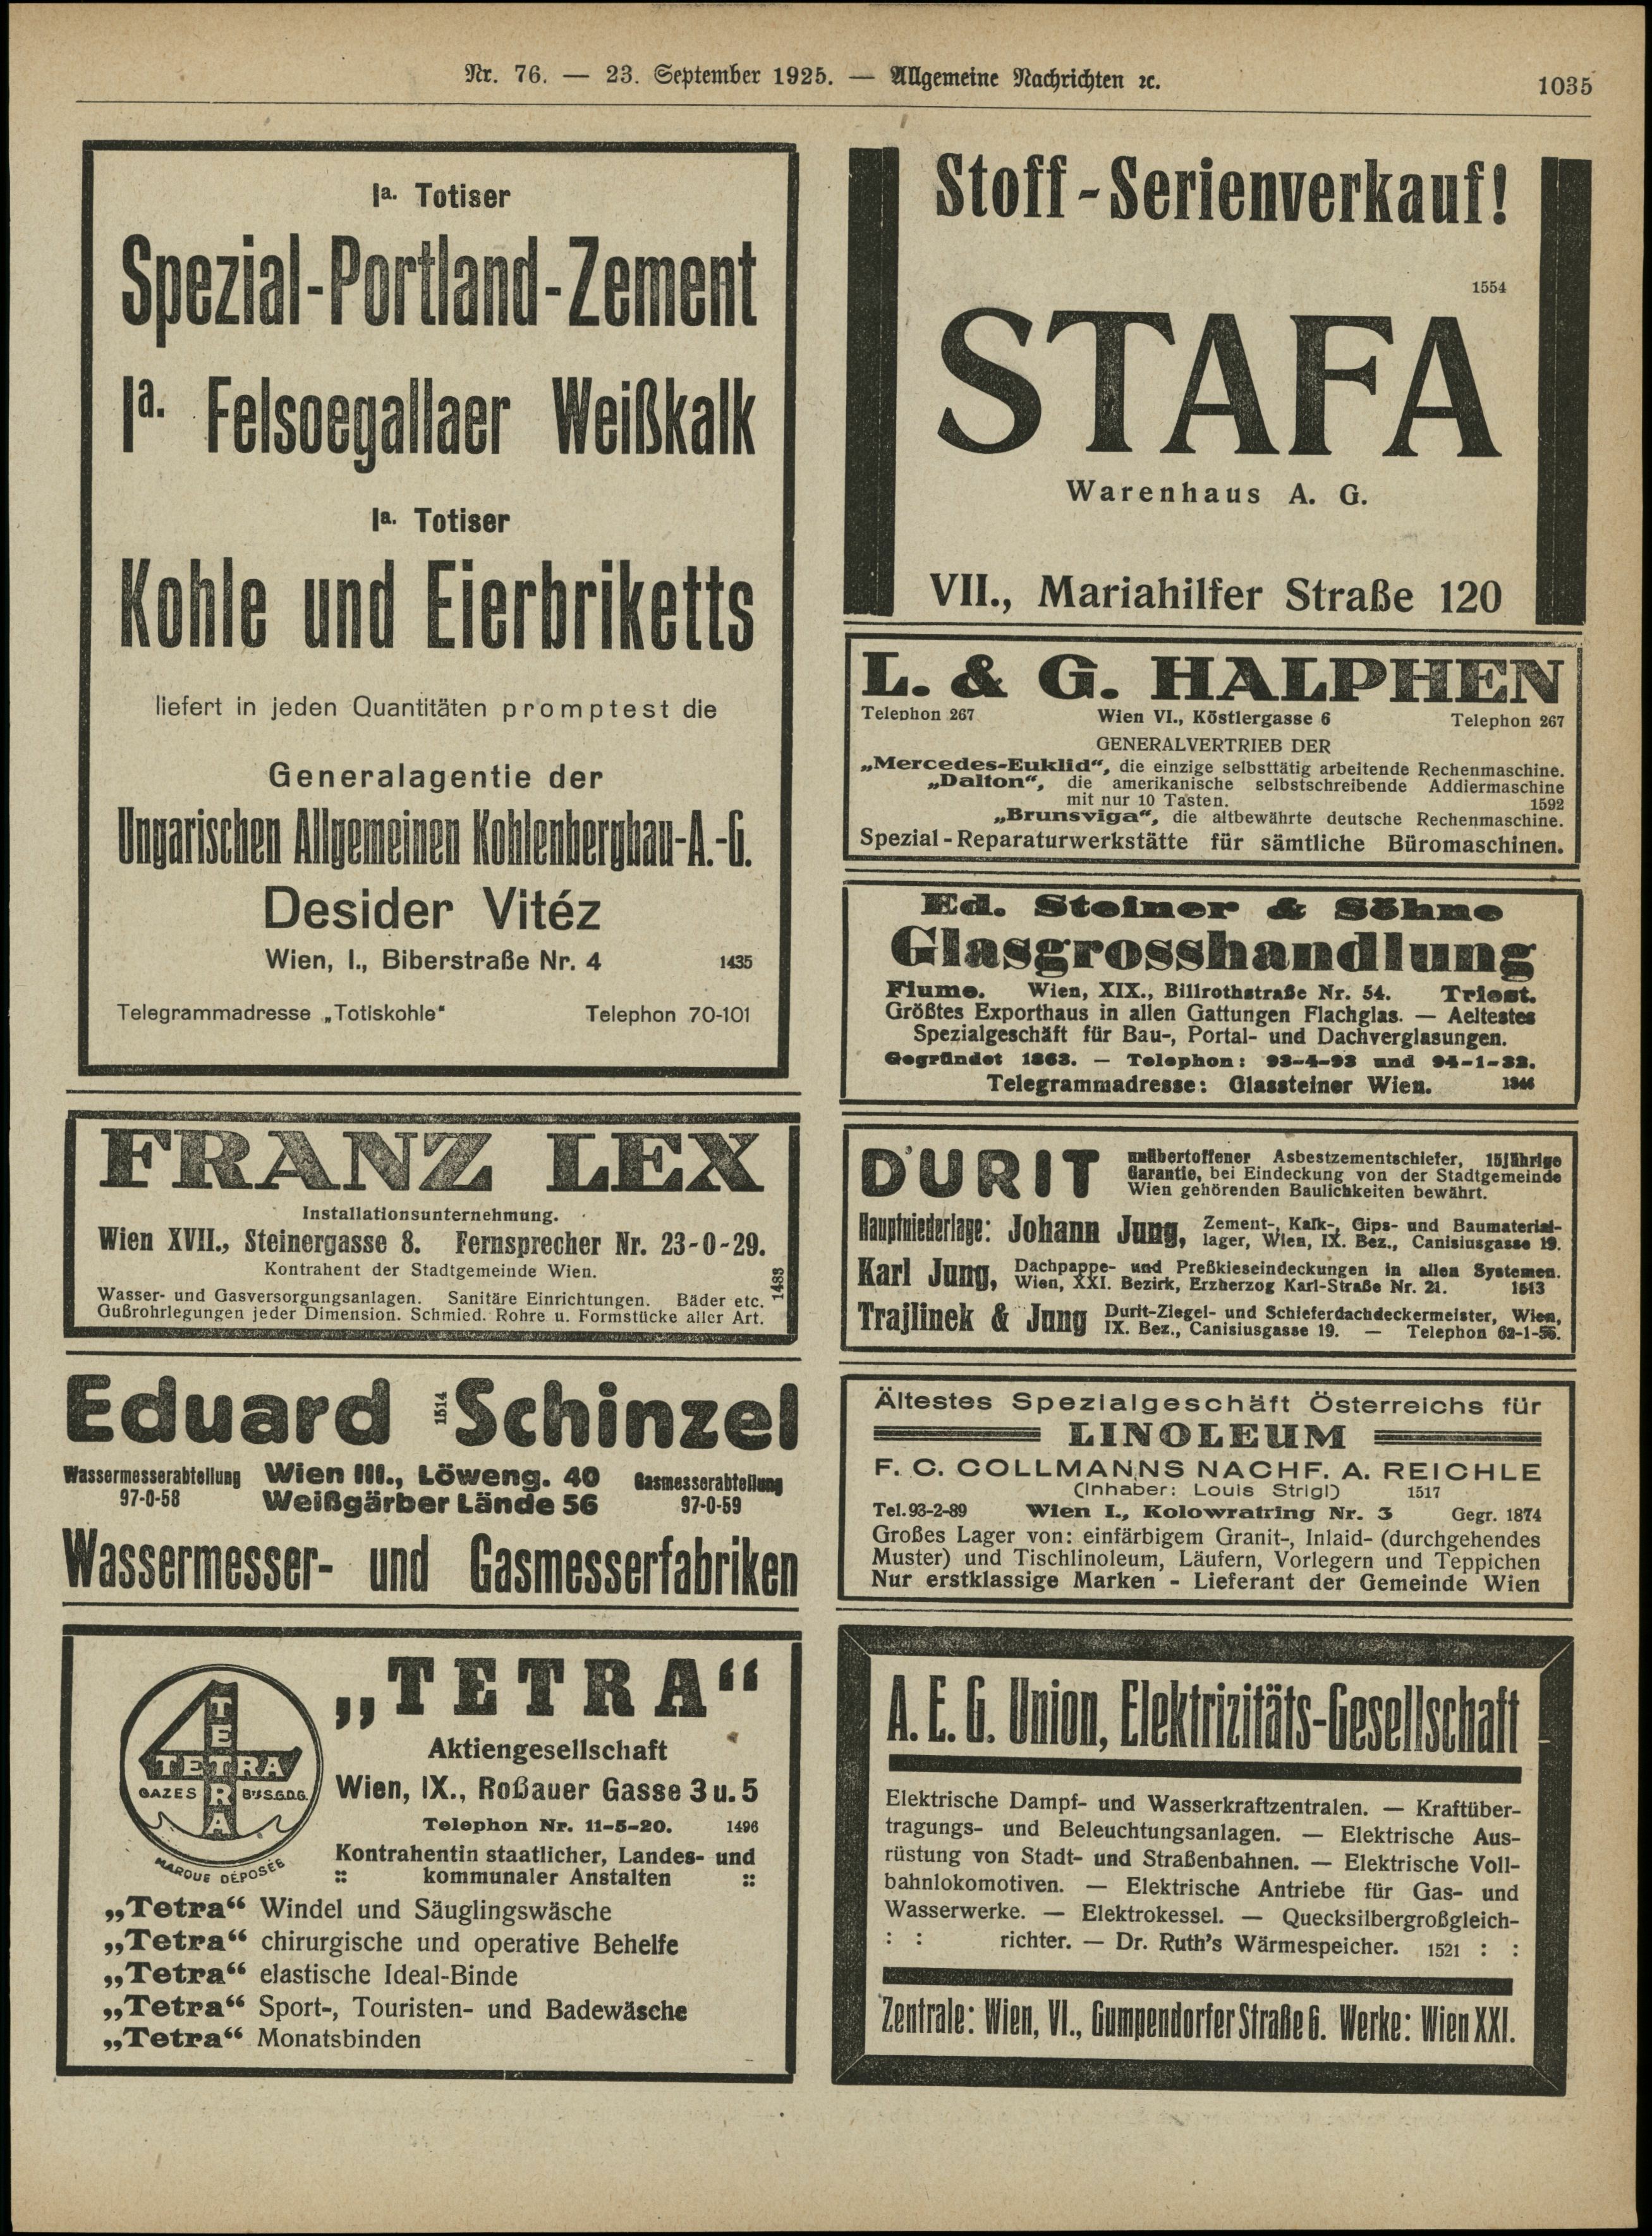 Nr. 76. — 23. September 1925. — Allgemeine Nachrichten ꝛc.
1035
Ia. Totiser
Spezial-Portland-Zement
Ia. Felsoegallaer Weißkalk
Ia. Totiser
Kohle und Eierbriketts
liefert in jeden Quantitäten promptest die
Generalagentie der
Ungarischen Allgemeinen Kohlenbergbau-A.-G.
Desider Vitéz
Wien, I., Biberstraße Nr. 4 1435
Telegrammadresse „Totiskohle“ Telephon 70-101
FRANZ LEX
Installationsunternehmung.
Wien XVII., Steinergasse 8. Fernsprecher Nr. 23-0-29.
Kontrahent der Stadtgemeinde Wien.
Wasser- und Gasversorgungsanlagen. Sanitäre Einrichtungen. Bäder etc.
Gußrohrlegungen jeder Dimension. Schmied. Rohre u. Formstücke aller Art.
1483
Eduard 1514 Schinzel
Wassermesserabteilung Wien III., Löweng. 40 Gasmesserabteilung
97-0-58 Weißgärber Lände 56 97-0-59
Wassermesser- und Gasmesserfabriken
TETRA
TETRA
GAZES BTÉ S.G.D.G.
MARQUE DÉPOSÉE
„TETRA“
Aktiengesellschaft
Wien, IX., Roßauer Gasse 3 u. 5
Telephon Nr. 11-5-20. 1496
Kontrahentin staatlicher, Landes- und
:: kommunaler Anstalten ::
„Tetra“ Windel und Säuglingswäsche
„Tetra“ chirurgische und operative Behelfe
„Tetra“ elastische Ideal-Binde
„Tetra“ Sport-, Touristen- und Badewäsche
„Tetra“ Monatsbinden
Stoff-Serienverkauf!
1554
STAFA
Warenhaus A. G.
VII., Mariahilfer Straße 120
L. & G. HALPHEN
Telephon 267 Wien VI., Köstlergasse 6 Telephon 267
GENERALVERTRIEB DER
„Mercedes-Euklid“, die einzige selbsttätig arbeitende Rechenmaschine.
„Dalton“, die amerikanische selbstschreibende Addiermaschine
mit nur 10 Tasten. 1592
„Brunsviga“, die altbewährte deutsche Rechenmaschine.
Spezial-Reparaturwerkstätte für sämtliche Büromaschinen.
Ed. Steiner & Söhne
Glasgrosshandlung
Fiume. Wien, XIX., Billrothstraße Nr. 54. Triest.
Größtes Exporthaus in allen Gattungen Flachglas. — Aeltestes
Spezialgeschäft für Bau-, Portal- und Dachverglasungen.
Gegründet 1863. — Telephon: 93-4-93 und 94-1-32.
Telegrammadresse: Glassteiner Wien. 1346
DURIT unübertoffener Asbestzementschiefer, 15jährige
Garantie, bei Eindeckung von der Stadtgemeinde
Wien gehörenden Baulichkeiten bewährt.
Hauptniederlage: Johann Jung, Zement-, Kalk-, Gips- und Baumaterial-
lager, Wien, IX. Bez., Canisiusgasse 19.
Karl Jung, Dachpappe- und Preßkieseindeckungen in allen Systemen.
Wien, XXI. Bezirk, Erzherzog Karl-Straße Nr. 21. 1513
Trajlinek & Jung Durit-Ziegel- und Schieferdachdeckermeister, Wien,
IX. Bez., Canisiusgasse 19. — Telephon 62-1-56.
Ältestes Spezialgeschäft Österreichs für
LINOLEUM
F. C. COLLMANNS NACHF. A. REICHLE
(Inhaber: Louis Strigl) 1517
Tel. 93-2-89 Wien I., Kolowratring Nr. 3 Gegr. 1874
Großes Lager von: einfärbigem Granit-, Inlaid- (durchgehendes
Muster) und Tischlinoleum, Läufern, Vorlegern und Teppichen
Nur erstklassige Marken - Lieferant der Gemeinde Wien
A. E. G. Union, Elektrizitäts-Gesellschaft
Elektrische Dampf- und Wasserkraftzentralen. — Kraftüber-
tragungs- und Beleuchtungsanlagen. — Elektrische Aus-
rüstung von Stadt- und Straßenbahnen. — Elektrische Voll-
bahnlokomotiven. — Elektrische Antriebe für Gas- und
Wasserwerke. — Elektrokessel. — Quecksilbergroßgleich-
: : richter. — Dr. Ruth's Wärmespeicher. 1521 : :
Zentrale: Wien, VI., Gumpendorfer Straße 6. Werke: Wien XXI.